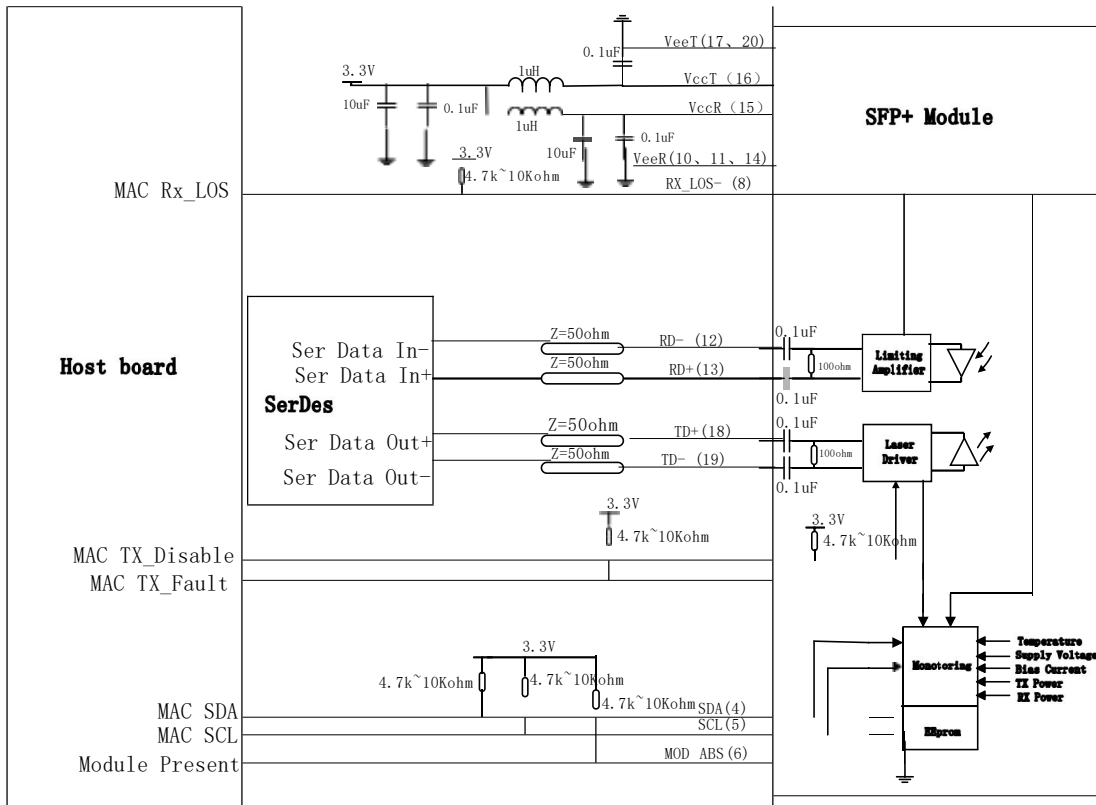 VeeT(17、20)
0.1uF
3.3V
1uH
VccT（16）
10uF
0.1uF
VccR（15）
SFP+ Module
1uH
10uF
0.1uF
3.3V
VeeR(10、11、14)
4.7k~10Kohm
RX_LOS-(8)
MAC Rx_LOS
Host board
SerDes
Ser Data In-
Z=50ohm
RD- (12)
0.1uF
Ser Data In+
Z=50ohm
RD+(13)
0.1uF
100ohm
Limiting
Amplifier
Ser Data Out+
Z=50ohm
TD+(18)
0.1uF
Ser Data Out-
Z=50ohm
TD- (19)
0.1uF
100ohm
Laser
Driver
3.3V
4.7k~10Kohm
3.3V
4.7k~10Kohm
MAC TX_Disable
MAC TX_Fault
3.3V
4.7k~10Kohm
4.7k~10Kohm
4.7k~10Kohm
MAC SDA
SDA(4)
MAC SCL
SCL(5)
Module Present
MOD ABS(6)
Monotoring
Temperature
Supply Voltage
Bias Current
TX Power
RX Power
EEprom